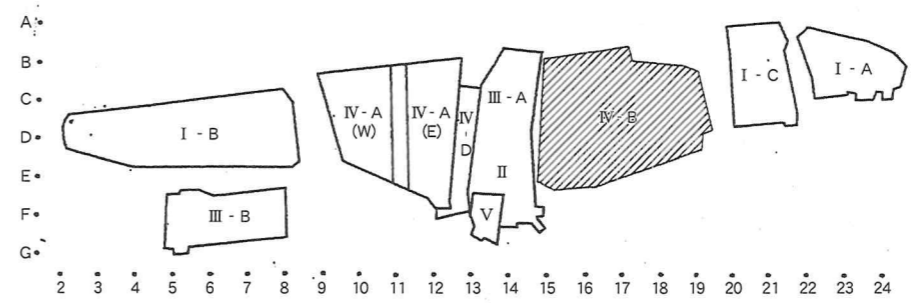 A
B
C
D
E
F
G
I - B
III - B
IV - A
(W)
IV - A
(E)
IV
-
D
III - A
II
V
IV - B
I - C
I - A
2 3 4 5 6 7 8 9 10 11 12 13 14 15 16 17 18 19 20 21 22 23 24